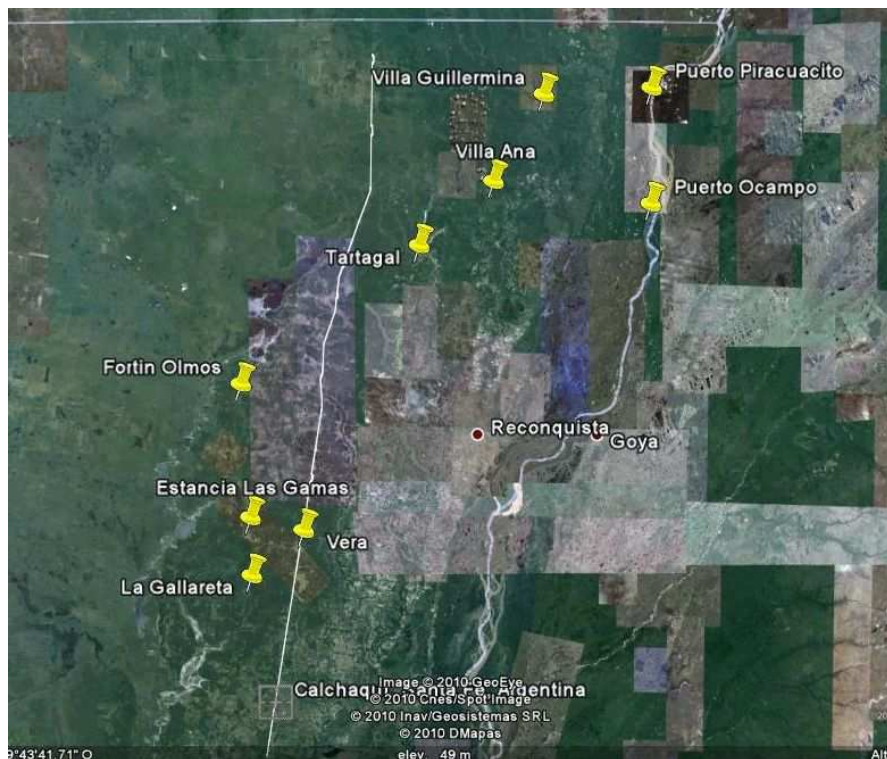 Villa Guillermina
Puerto Piracuacito
Villa Ana
Puerto Ocampo
Tartagal
Fortin Olmos
Reconquista
Goya
Estancia Las Gamas
Vera
La Gallareta
Calchaquí, Santa Fe, Argentina
Image © 2010 GeoEye
© 2010 Cnes/Spot Image
© 2010 Inav/Geosistemas SRL
© 2010 DMapas
9°43'41.71" O elev. 49 m Alt